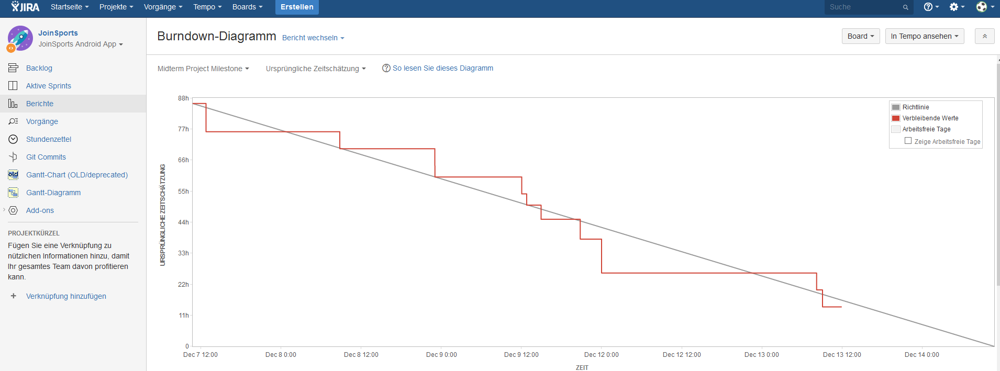 JIRA Startseite Projekte Vorgänge Tempo Boards Erstellen Suche
JoinSports
JoinSports Android App
Backlog
Aktive Sprints
Berichte
Vorgänge
Stundenzettel
Git Commits
old Gantt-Chart (OLD/deprecated)
Gantt-Diagramm
Add-ons
PROJEKTKÜRZEL
Fügen Sie eine Verknüpfung zu
nützlichen Informationen hinzu, damit
Ihr gesamtes Team davon profitieren
kann.
+ Verknüpfung hinzufügen
Burndown-Diagramm Bericht wechseln
Board In Tempo ansehen
Midterm Project Milestone Ursprüngliche Zeitschätzung So lesen Sie dieses Diagramm
URSPRÜNGLICHE ZEITSCHÄTZUNG
88h
77h
66h
55h
44h
33h
22h
11h
0
Richtlinie
Verbleibende Werte
Arbeitsfreie Tage
Zeige Arbeitsfreie Tage
Dec 7 12:00 Dec 8 0:00 Dec 8 12:00 Dec 9 0:00 Dec 9 12:00 Dec 12 0:00 Dec 12 12:00 Dec 13 0:00 Dec 13 12:00 Dec 14 0:00
ZEIT